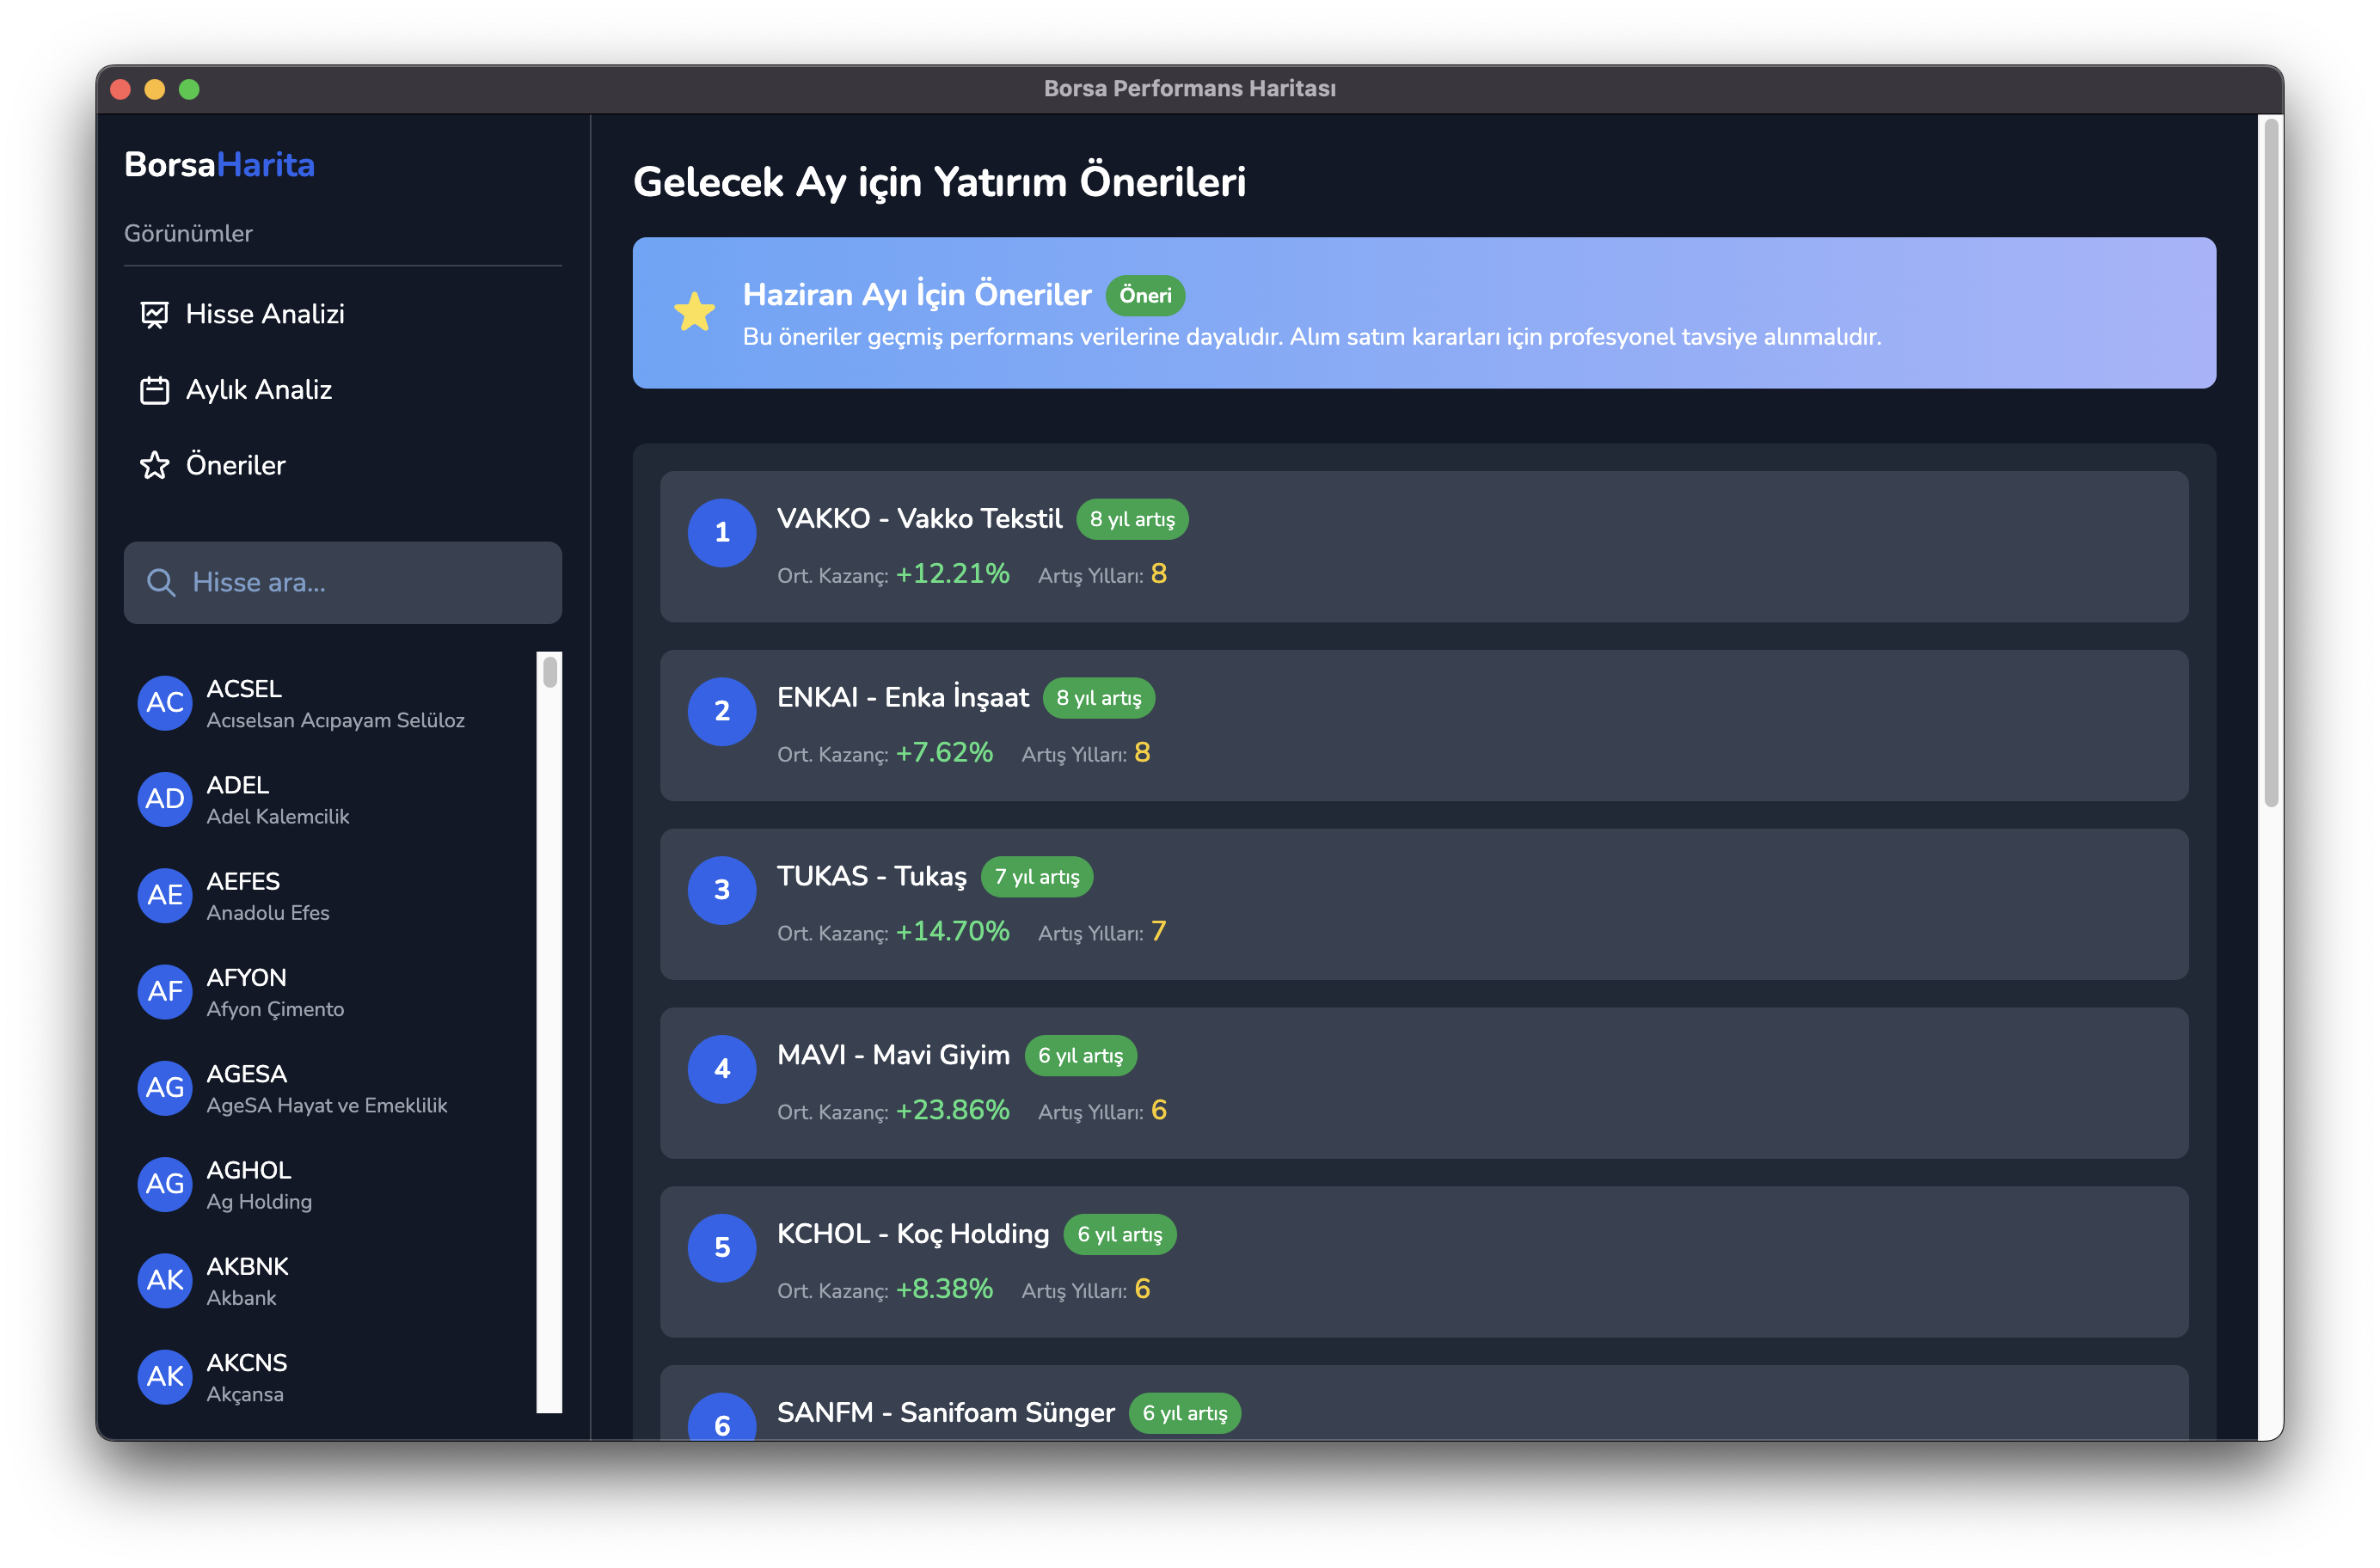 Borsa Performans Haritası
BorsaHarita
Görünümler
Hisse Analizi
Aylık Analiz
Öneriler
Hisse ara...
AC
ACSEL
Acıselsan Acıpayam Selüloz
AD
ADEL
Adel Kalemcilik
AE
AEFES
Anadolu Efes
AF
AFYON
Afyon Çimento
AG
AGESA
AgeSA Hayat ve Emeklilik
AG
AGHOL
Ag Holding
AK
AKBNK
Akbank
AK
AKCNS
Akçansa
Gelecek Ay için Yatırım Önerileri
Haziran Ayı İçin Öneriler Öneri
Bu öneriler geçmiş performans verilerine dayalıdır. Alım satım kararları için profesyonel tavsiye alınmalıdır.
1
VAKKO - Vakko Tekstil 8 yıl artış
Ort. Kazanç: +12.21% Artış Yılları: 8
2
ENKAI - Enka İnşaat 8 yıl artış
Ort. Kazanç: +7.62% Artış Yılları: 8
3
TUKAS - Tukaş 7 yıl artış
Ort. Kazanç: +14.70% Artış Yılları: 7
4
MAVI - Mavi Giyim 6 yıl artış
Ort. Kazanç: +23.86% Artış Yılları: 6
5
KCHOL - Koç Holding 6 yıl artış
Ort. Kazanç: +8.38% Artış Yılları: 6
6
SANFM - Sanifoam Sünger 6 yıl artış